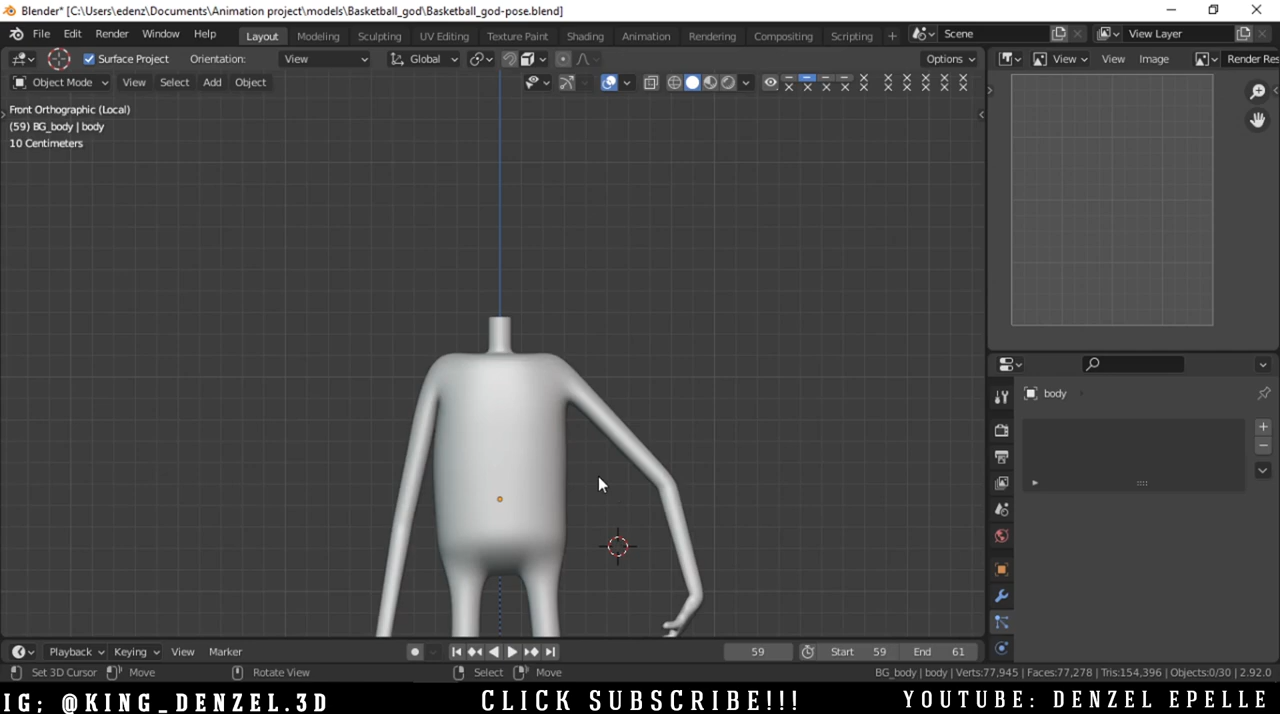 Blender* [C:\Users\edenz\Documents\Animation project\models\Basketball_god\Basketball_god-pose.blend]
File Edit Render Window Help Layout Modeling Sculpting UV Editing Texture Paint Shading Animation Rendering Compositing Scripting + Scene View Layer
Surface Project Orientation: View Global Options View View Image Render Res
Object Mode View Select Add Object
Front Orthographic (Local)
(59) BG_body | body
10 Centimeters
body
Playback Keying View Marker 59 Start 59 End 61
Set 3D Cursor Move Rotate View Select Move BG_body | body | Verts:77,945 | Faces:77,278 | Tris:154,396 | Objects:0/30 | 2.92.0
IG; @KING_DENZEL.3D CLICK SUBSCRIBE!!! YOUTUBE: DENZEL EPELLE